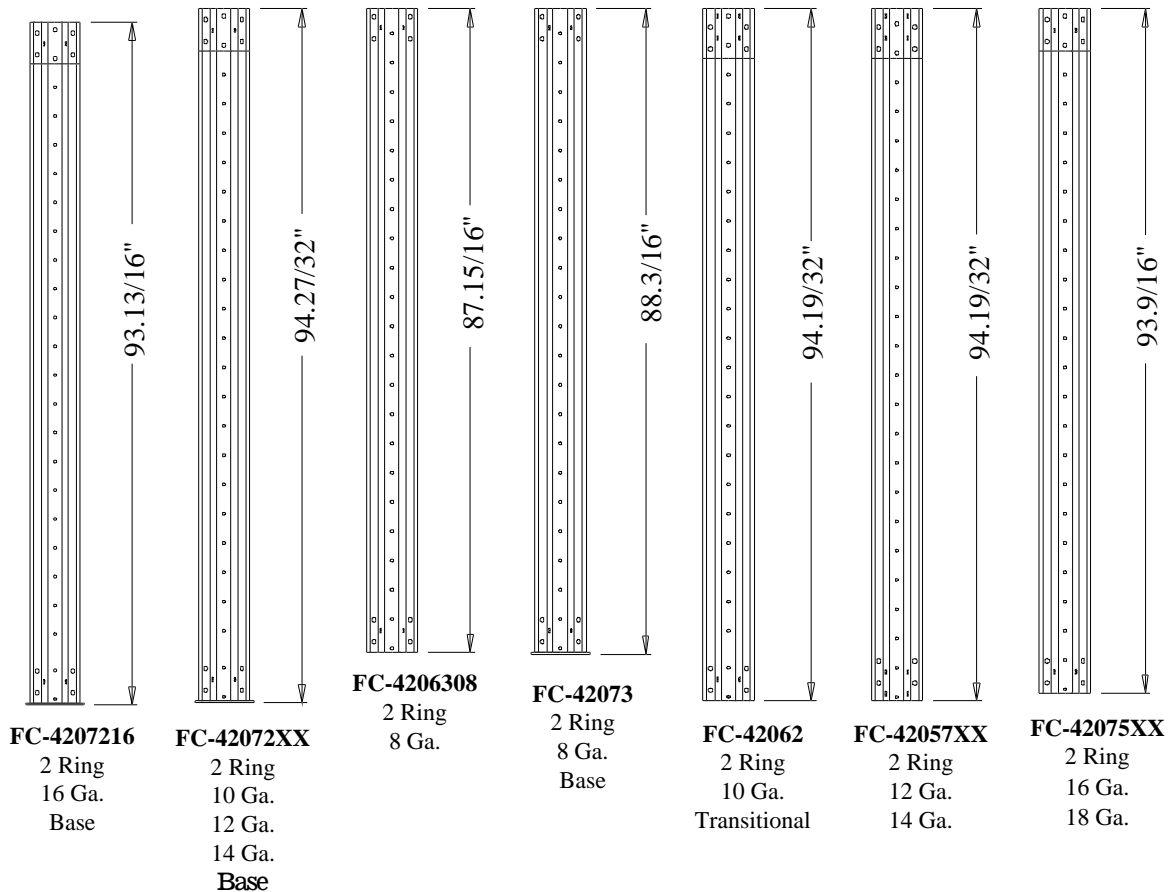 93.13/16"
94.27/32"
87.15/16"
88.3/16"
94.19/32"
94.19/32"
93.9/16"
FC-4207216
2 Ring
16 Ga.
Base
FC-42072XX
2 Ring
10 Ga.
12 Ga.
14 Ga.
Base
FC-4206308
2 Ring
8 Ga.
FC-42073
2 Ring
8 Ga.
Base
FC-42062
2 Ring
10 Ga.
Transitional
FC-42057XX
2 Ring
12 Ga.
14 Ga.
FC-42075XX
2 Ring
16 Ga.
18 Ga.